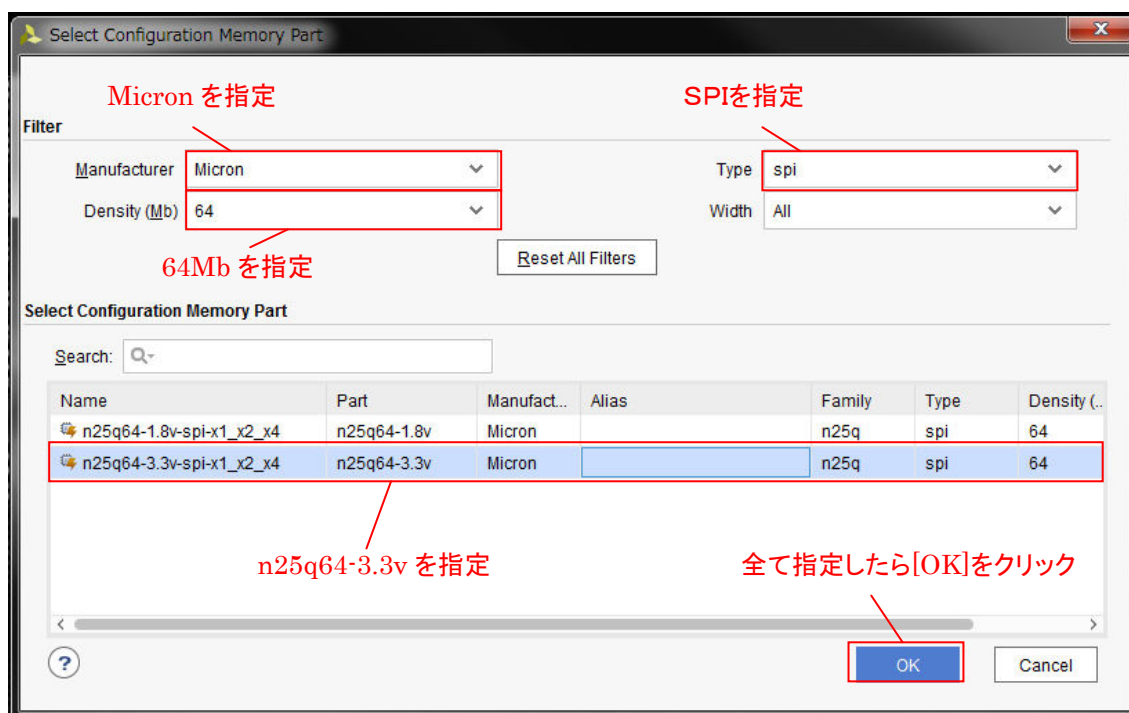 Select Configuration Memory Part
Micron を指定
SPIを指定
Filter
Manufacturer Micron
Type spi
Density (Mb) 64
Width All
64Mb を指定
Reset All Filters
Select Configuration Memory Part
Search:
Name Part Manufact... Alias Family Type Density (..
n25q64-1.8v-spi-x1_x2_x4 n25q64-1.8v Micron n25q spi 64
n25q64-3.3v-spi-x1_x2_x4 n25q64-3.3v Micron n25q spi 64
n25q64-3.3v を指定
全て指定したら[OK]をクリック
?
OK
Cancel